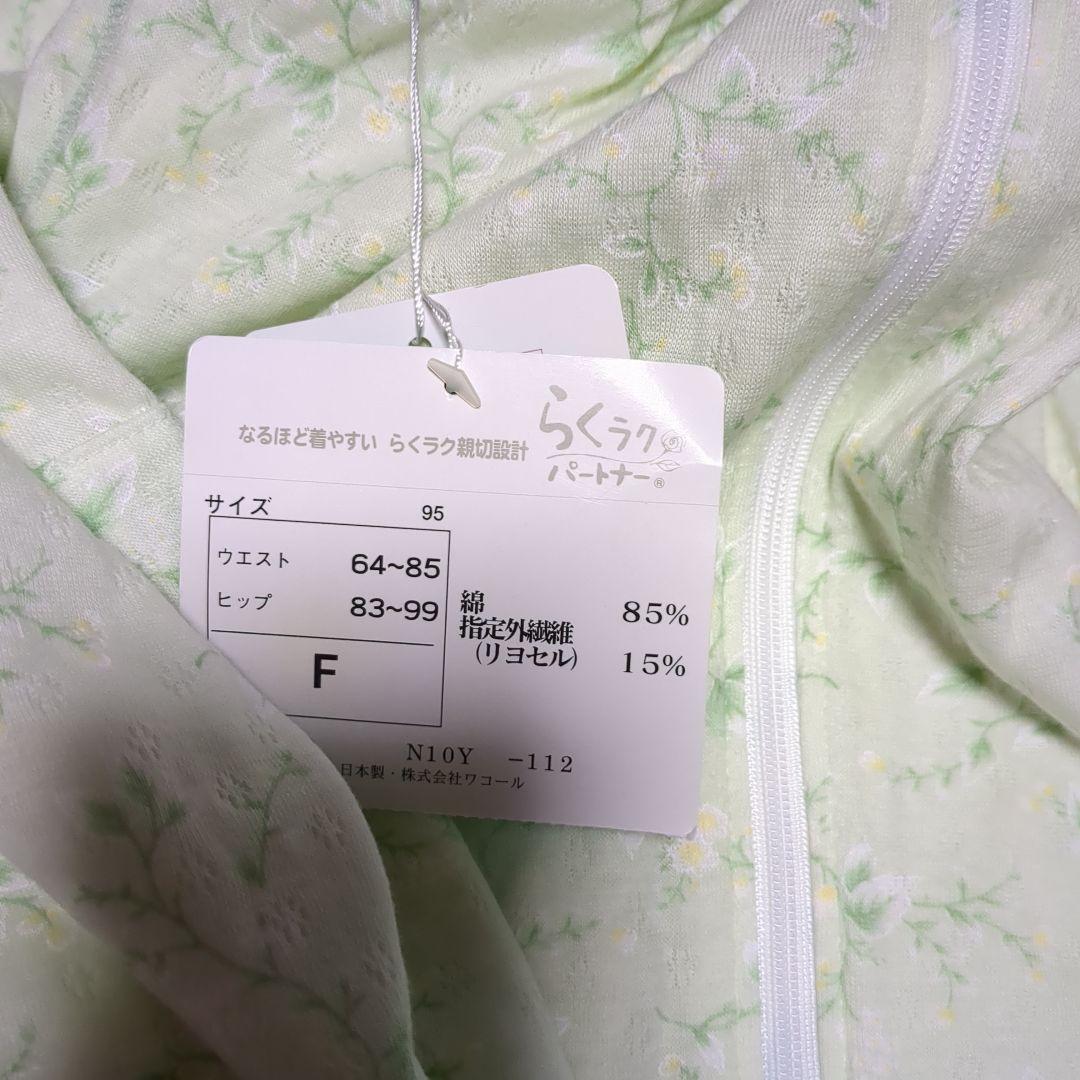 なるほど着やすい らくラク親切設計
らくラク
パートナー®
サイズ 95
ウエスト 64~85
ヒップ 83~99
F
綿 85%
指定外繊維
(リヨセル) 15%
N10Y -112
日本製・株式会社ワコール